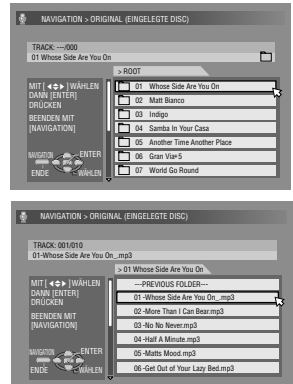 NAVIGATION > ORIGINAL (EINGELEGTE DISC)
TRACK: ---/000
01 Whose Side Are You On
> ROOT
MIT [ ] WÄHLEN
DANN [ENTER]
DRÜCKEN
BEENDEN MIT
[NAVIGATION]
NAVIGATION ENTER
ENDE WÄHLEN
01 Whose Side Are You On
02 Matt Bianco
03 Indigo
04 Samba In Your Casa
05 Another Time Another Place
06 Gran Via+5
07 World Go Round
NAVIGATION > ORIGINAL (EINGELEGTE DISC)
TRACK: 001/010
01-Whose Side Are You On_.mp3
> 01 Whose Side Are You On
MIT [ ] WÄHLEN
DANN [ENTER]
DRÜCKEN
BEENDEN MIT
[NAVIGATION]
NAVIGATION ENTER
ENDE WÄHLEN
---PREVIOUS FOLDER---
01 -Whose Side Are You On_.mp3
02 -More Than I Can Bear.mp3
03 -No No Never.mp3
04 -Half A Minute.mp3
05 -Matts Mood.mp3
06 -Get Out of Your Lazy Bed.mp3